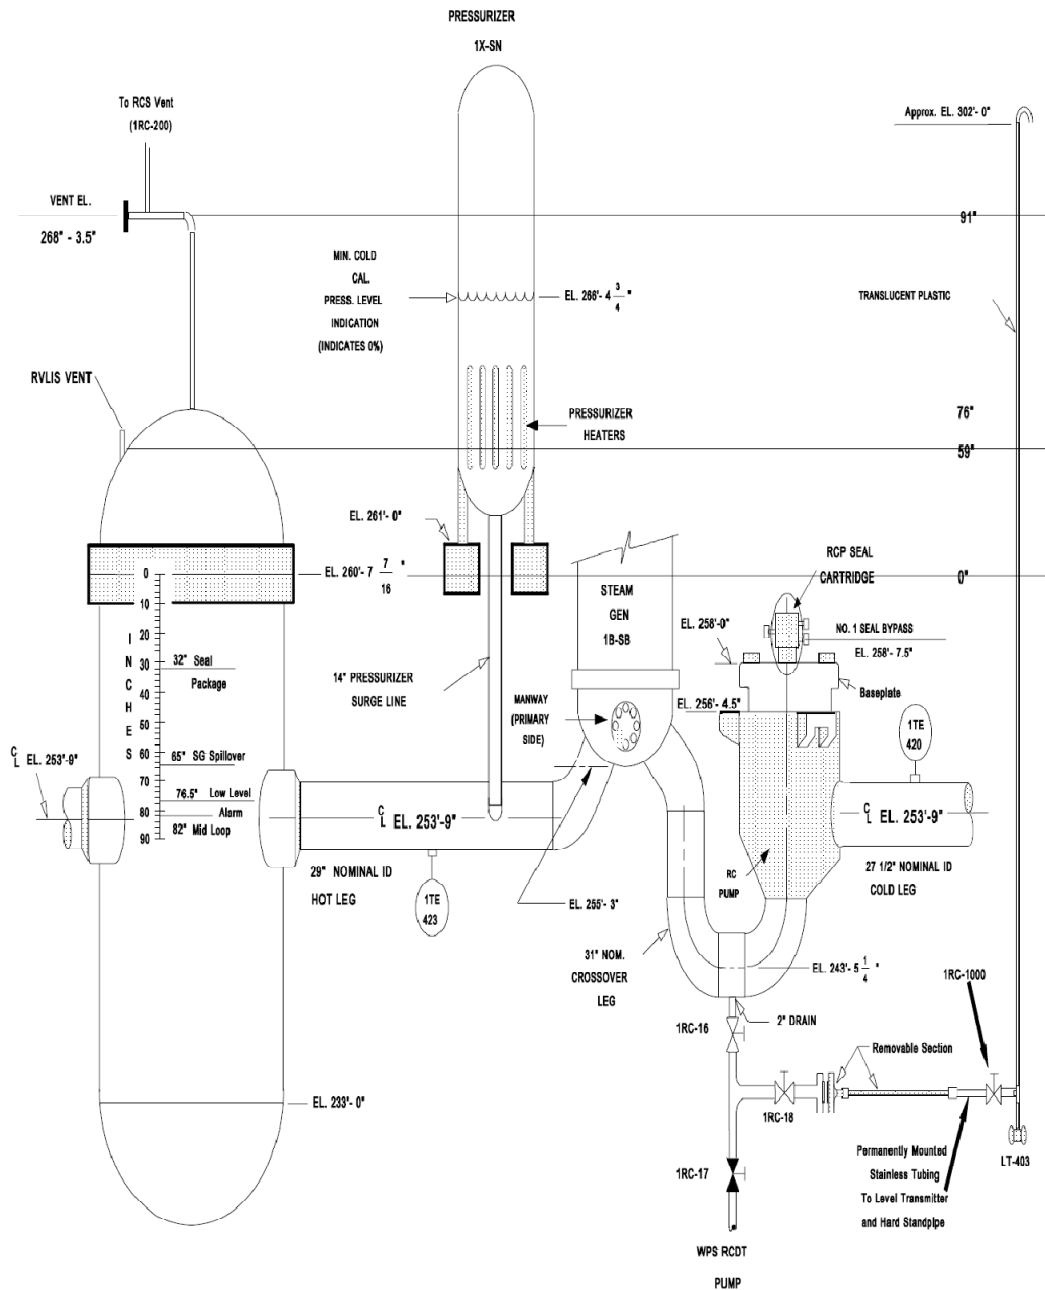 PRESSURIZER
1X-SN
To RCS Vent
(1RC-200)
Approx. EL. 302'- 0"
VENT EL.
268" - 3.5"
91"
MIN. COLD
CAL.
PRESS. LEVEL
INDICATION
(INDICATES 0%)
EL. 266'- 4 3/4 "
TRANSLUCENT PLASTIC
RVLIS VENT
PRESSURIZER
HEATERS
76"
59"
EL. 261'- 0"
EL. 260'- 7 7/16 "
0"
RCP SEAL
CARTRIDGE
STEAM
GEN
1B-SB
EL. 258'-0"
NO. 1 SEAL BYPASS
EL. 258'- 7.5"
0
10
20
30
40
50
60
70
80
90
INCHES
32" Seal
Package
65" SG Spillover
76.5" Low Level
Alarm
82" Mid Loop
14" PRESSURIZER
SURGE LINE
MANWAY
(PRIMARY
SIDE)
EL. 256'- 4.5"
Baseplate
1TE
420
CL EL. 253'-9"
CL EL. 253'-9"
CL EL. 253'-9"
29" NOMINAL ID
HOT LEG
1TE
423
EL. 255'- 3"
RC
PUMP
27 1/2" NOMINAL ID
COLD LEG
31" NOM.
CROSSOVER
LEG
EL. 243'- 5 1/4 "
1RC-1000
2" DRAIN
1RC-16
Removable Section
EL. 233'- 0"
1RC-18
LT-403
1RC-17
Permanently Mounted
Stainless Tubing
To Level Transmitter
and Hard Standpipe
WPS RCDT
PUMP